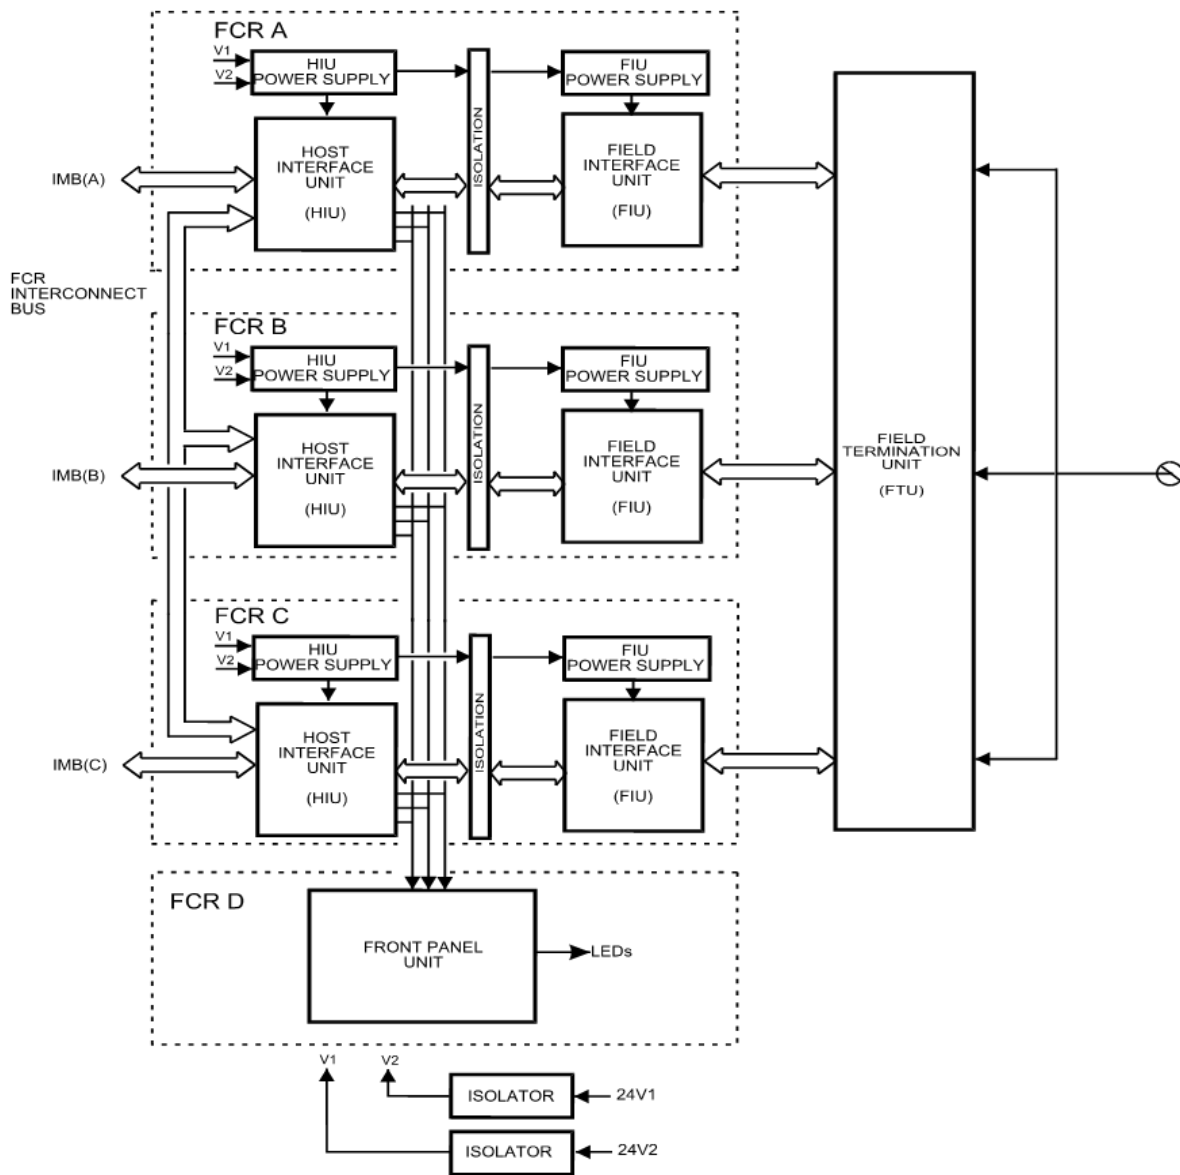 FCR A
V1
V2
HIU
POWER SUPPLY
FIU
POWER SUPPLY
ISOLATION
HOST
INTERFACE
UNIT
(HIU)
FIELD
INTERFACE
UNIT
(FIU)
IMB(A)
FCR
INTERCONNECT
BUS
FCR B
V1
V2
HIU
POWER SUPPLY
FIU
POWER SUPPLY
ISOLATION
HOST
INTERFACE
UNIT
(HIU)
FIELD
INTERFACE
UNIT
(FIU)
IMB(B)
FIELD
TERMINATION
UNIT
(FTU)
FCR C
V1
V2
HIU
POWER SUPPLY
FIU
POWER SUPPLY
ISOLATION
HOST
INTERFACE
UNIT
(HIU)
FIELD
INTERFACE
UNIT
(FIU)
IMB(C)
FCR D
FRONT PANEL
UNIT
LEDs
V1
V2
ISOLATOR
24V1
ISOLATOR
24V2